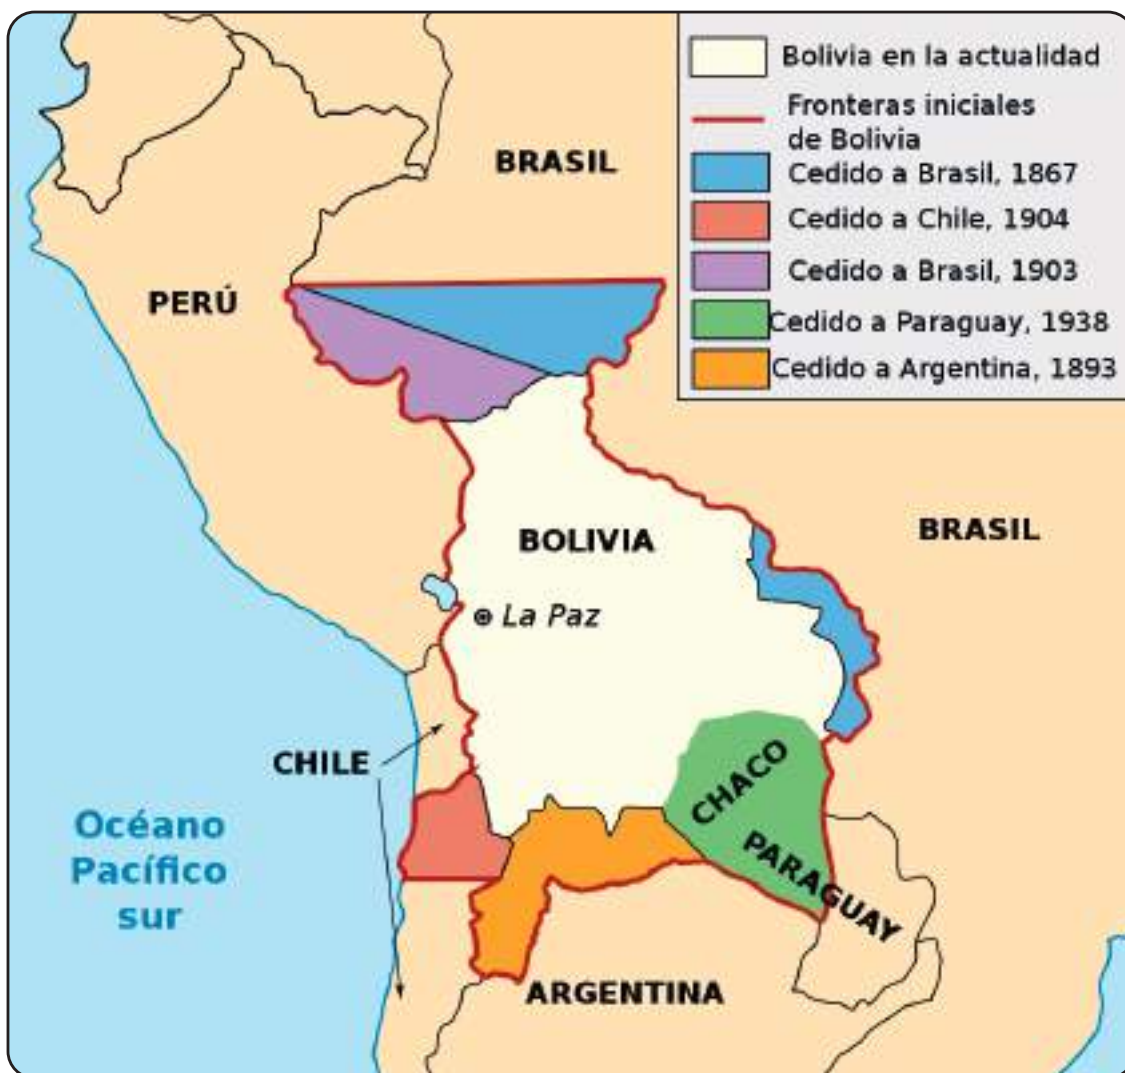 Bolivia en la actualidad
Fronteras iniciales
de Bolivia
Cedido a Brasil, 1867
Cedido a Chile, 1904
Cedido a Brasil, 1903
Cedido a Paraguay, 1938
Cedido a Argentina, 1893
BRASIL
PERÚ
BOLIVIA
BRASIL
La Paz
CHILE
CHACO
PARAGUAY
Océano
Pacífico
sur
ARGENTINA